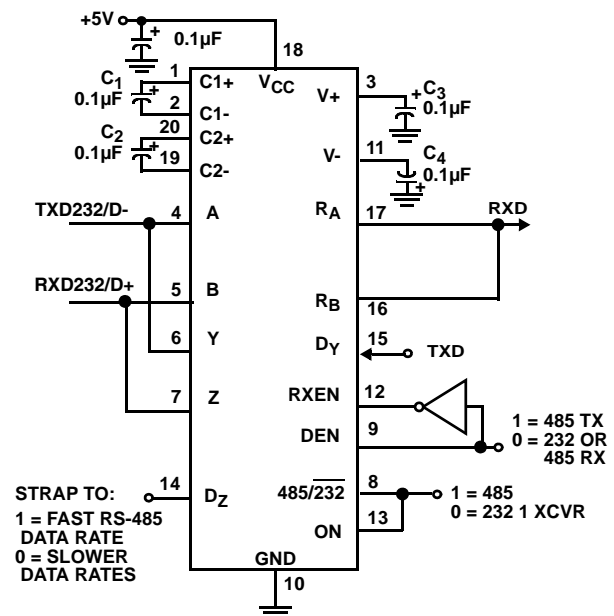 +5V
+
0.1µF
18
1
C1
0.1µF
+
2
C1+
C1-
VCC
V+
3
+
C3
0.1µF
20
C2
0.1µF
+
19
C2+
C2-
V-
11
C4
0.1µF
+
TXD232/D-
4
A
RA
17
RXD
RXD232/D+
5
B
RB
16
6
Y
DY
15
TXD
RXEN
12
7
Z
DEN
9
1 = 485 TX
0 = 232 OR
485 RX
14
DZ
STRAP TO:
1 = FAST RS-485
DATA RATE
0 = SLOWER
DATA RATES
485/232
8
1 = 485
0 = 232 1 XCVR
ON
13
GND
10